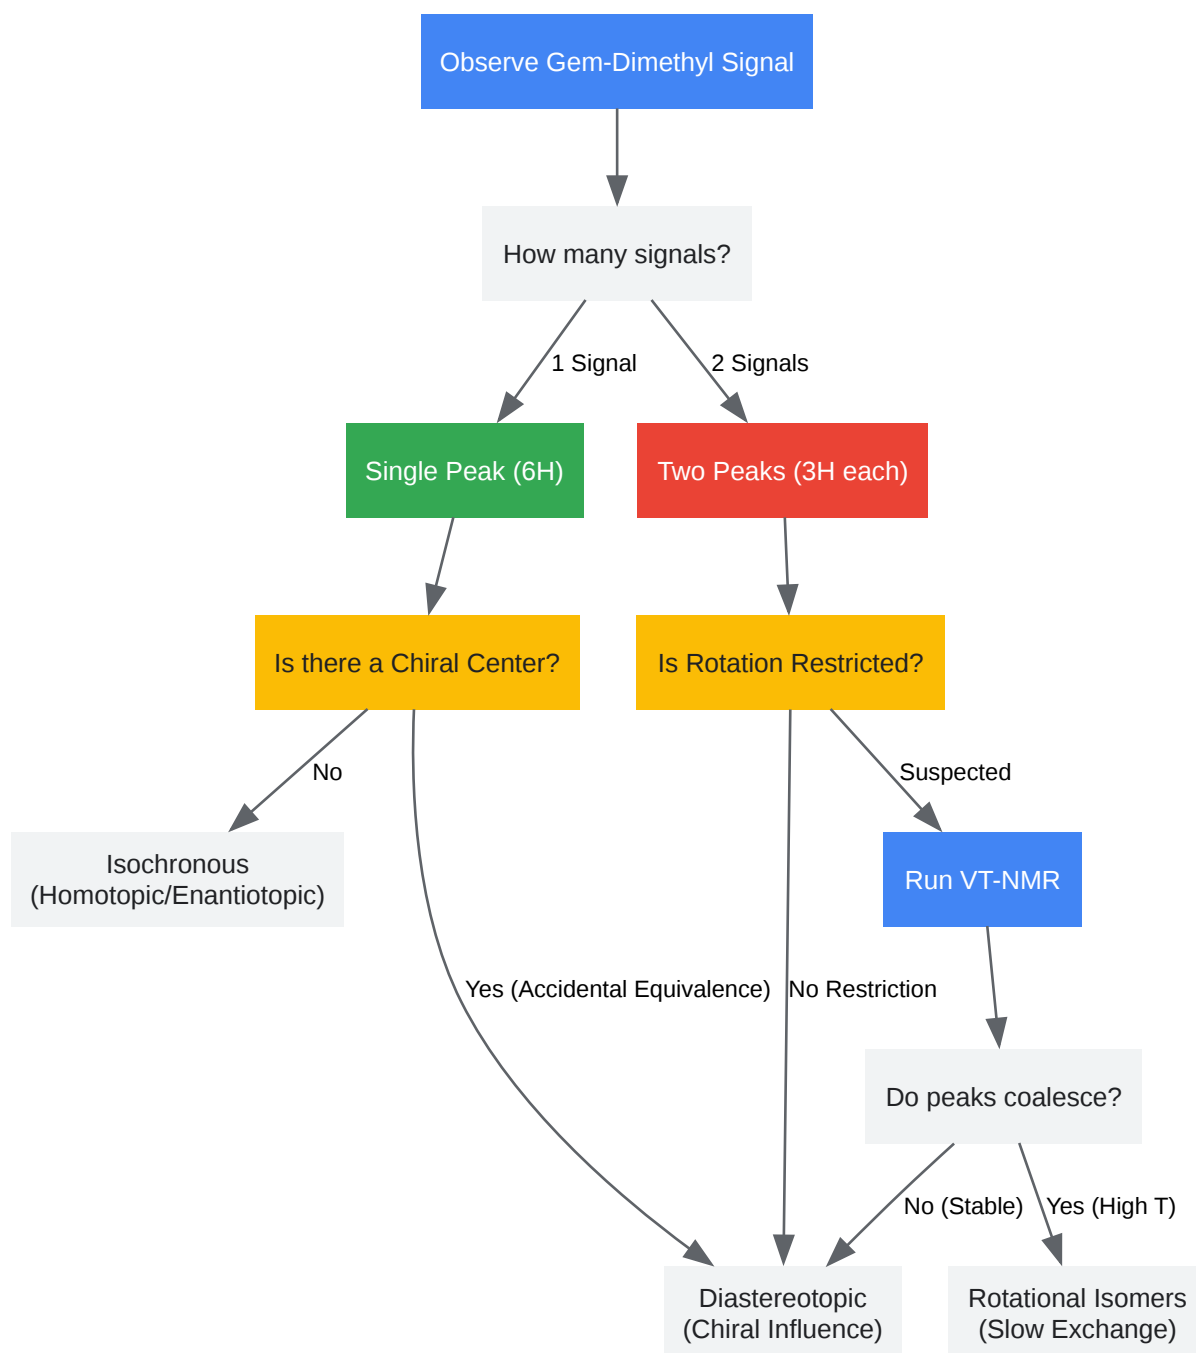 Observe Gem-Dimethyl Signal
How many signals?
1 Signal
2 Signals
Single Peak (6H)
Two Peaks (3H each)
Is there a Chiral Center?
Is Rotation Restricted?
No
Suspected
Isochronous
(Homotopic/Enantiotopic)
Run VT-NMR
Yes (Accidental Equivalence)
No Restriction
Do peaks coalesce?
No (Stable)
Yes (High T)
Diastereotopic
(Chiral Influence)
Rotational Isomers
(Slow Exchange)